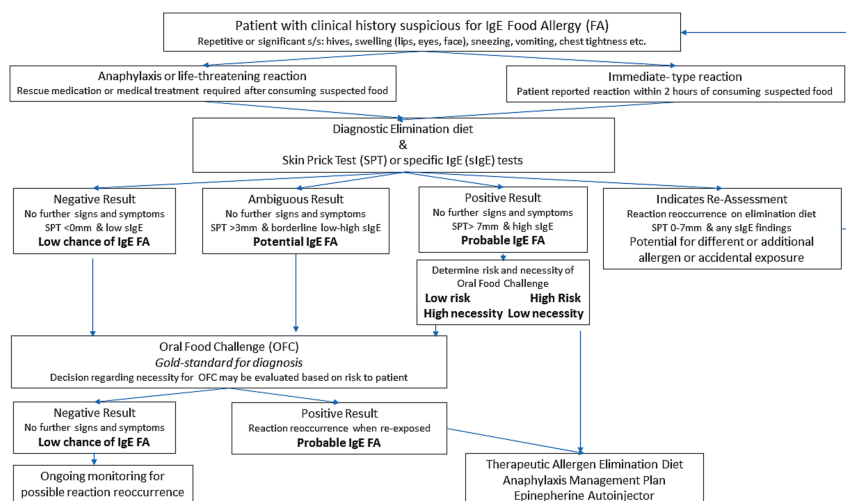 Patient with clinical history suspicious for IgE Food Allergy (FA)
Repetitive or significant s/s: hives, swelling (lips, eyes, face), sneezing, vomiting, chest tightness etc.
Anaphylaxis or life-threatening reaction
Rescue medication or medical treatment required after consuming suspected food
Immediate- type reaction
Patient reported reaction within 2 hours of consuming suspected food
Diagnostic Elimination diet
&
Skin Prick Test (SPT) or specific IgE (sIgE) tests
Negative Result
No further signs and symptoms
SPT <0mm & low sIgE
Low chance of IgE FA
Ambiguous Result
No further signs and symptoms
SPT >3mm & borderline low-high sIgE
Potential IgE FA
Positive Result
No further signs and symptoms
SPT> 7mm & high sIgE
Probable IgE FA
Indicates Re-Assessment
Reaction reoccurrence on elimination diet
SPT 0-7mm & any sIgE findings
Potential for different or additional
allergen or accidental exposure
Determine risk and necessity of
Oral Food Challenge
Low risk High Risk
High necessity Low necessity
Oral Food Challenge (OFC)
Gold-standard for diagnosis
Decision regarding necessity for OFC may be evaluated based on risk to patient
Negative Result
No further signs and symptoms
Low chance of IgE FA
Positive Result
Reaction reoccurrence when re-exposed
Probable IgE FA
Ongoing monitoring for
possible reaction reoccurrence
Therapeutic Allergen Elimination Diet
Anaphylaxis Management Plan
Epinepherine Autoinjector